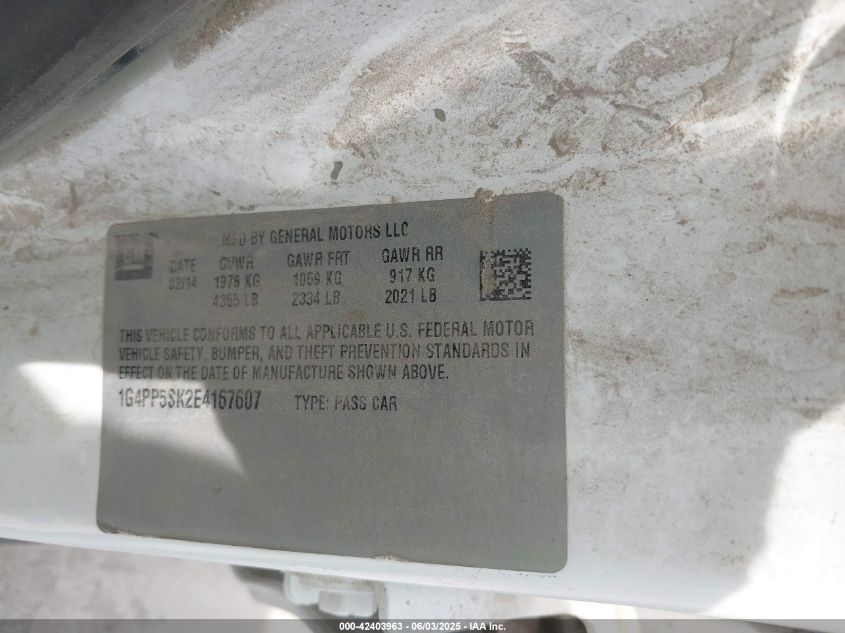 MFD BY GENERAL MOTORS LLC
GM
DATE GVWR GAWR FRT GAWR RR
02/14 1976 KG 1059 KG 917 KG
4355 LB 2334 LB 2021 LB
THIS VEHICLE CONFORMS TO ALL APPLICABLE U.S. FEDERAL MOTOR
VEHICLE SAFETY, BUMPER, AND THEFT PREVENTION STANDARDS IN
EFFECT ON THE DATE OF MANUFACTURE SHOWN ABOVE.
1G4PP5SK2E4167607 TYPE: PASS CAR
000-42403963 - 06/03/2025 - IAA Inc.